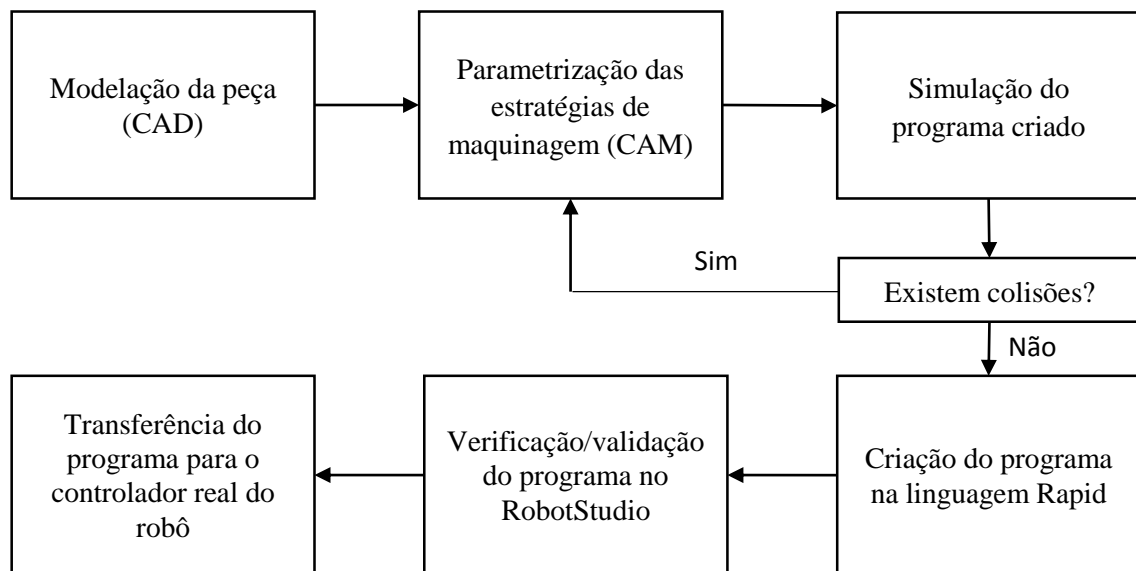 Modelação da peça
(CAD)
Parametrização das
estratégias de
maquinagem (CAM)
Simulação do
programa criado
Sim
Existem colisões?
Não
Transferência do
programa para o
controlador real do
robô
Verificação/validação
do programa no
RobotStudio
Criação do programa
na linguagem Rapid